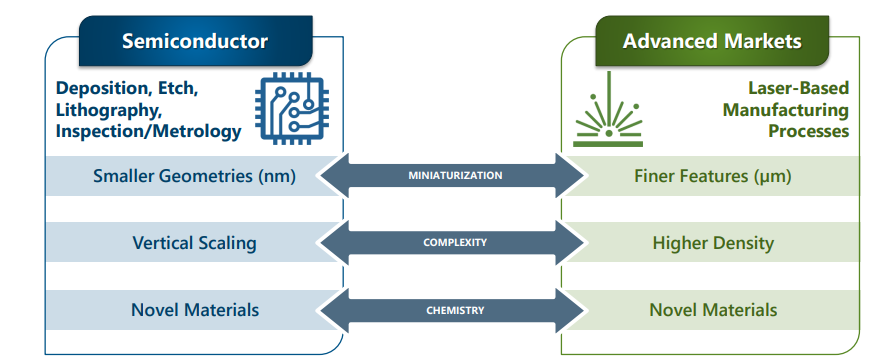 Semiconductor
Advanced Markets
Deposition, Etch,
Lithography,
Inspection/Metrology
Laser-Based
Manufacturing
Processes
Smaller Geometries (nm)
MINIATURIZATION
Finer Features (µm)
Vertical Scaling
COMPLEXITY
Higher Density
Novel Materials
CHEMISTRY
Novel Materials